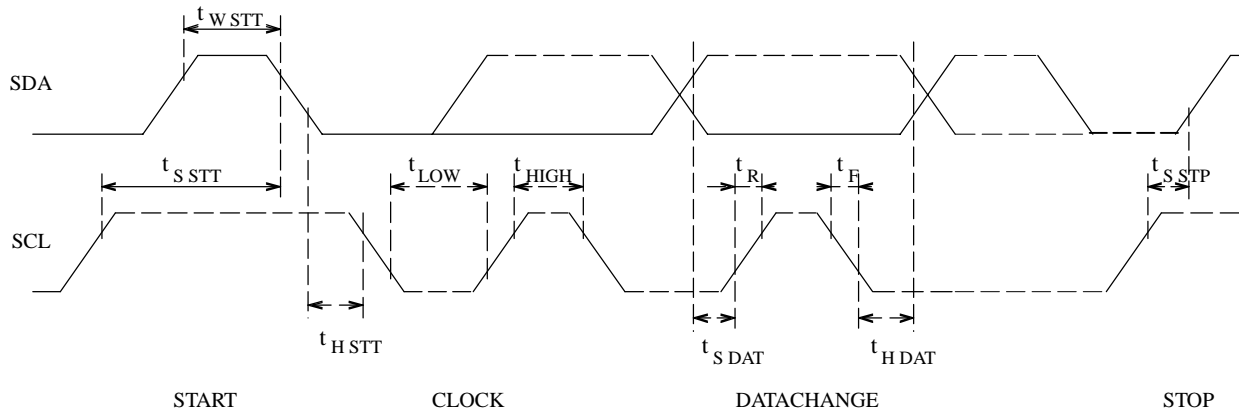 t W STT
SDA
t S STT
t LOW
t HIGH
t R
t F
t S STP
SCL
t H STT
t S DAT
t H DAT
START
CLOCK
DATACHANGE
STOP